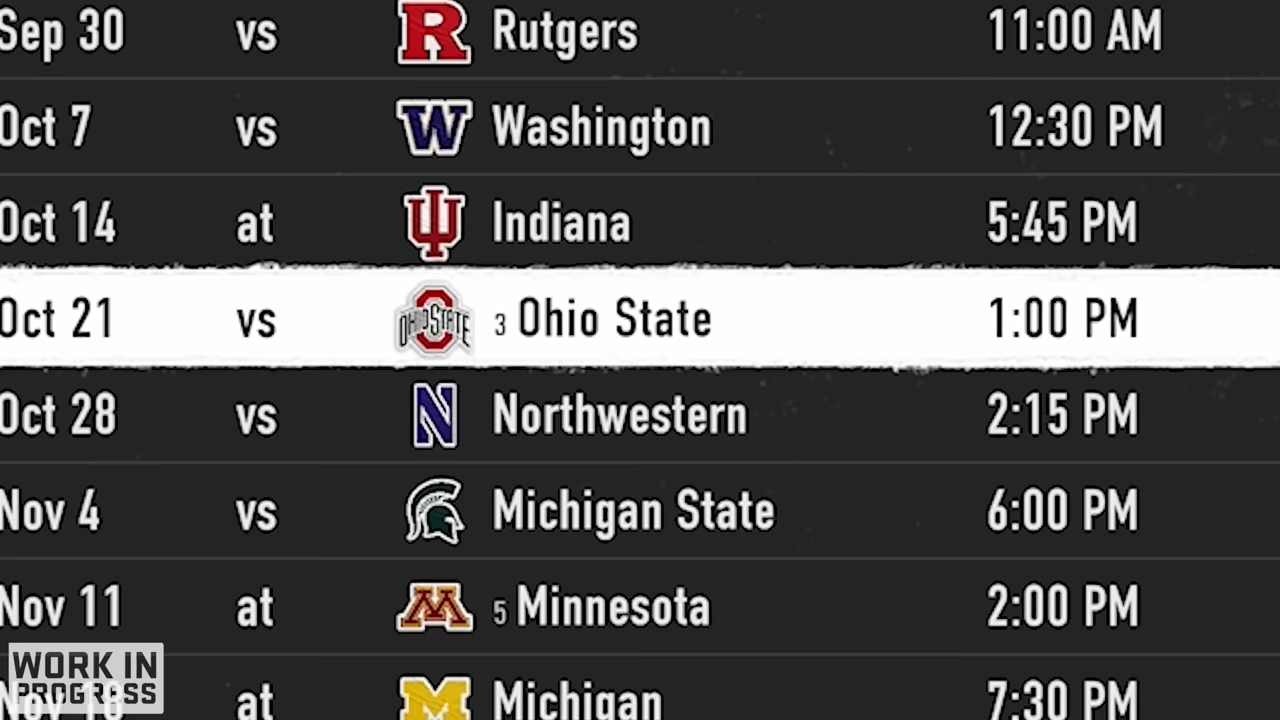 Sep 30 vs R Rutgers 11:00 AM
Oct 7 vs W Washington 12:30 PM
Oct 14 at Indiana 5:45 PM
Oct 21 vs OHIO STATE 3 Ohio State 1:00 PM
Oct 28 vs N Northwestern 2:15 PM
Nov 4 vs Michigan State 6:00 PM
Nov 11 at M 5 Minnesota 2:00 PM
Nov 18 at M Michigan 7:30 PM
WORK IN
PROGRESS